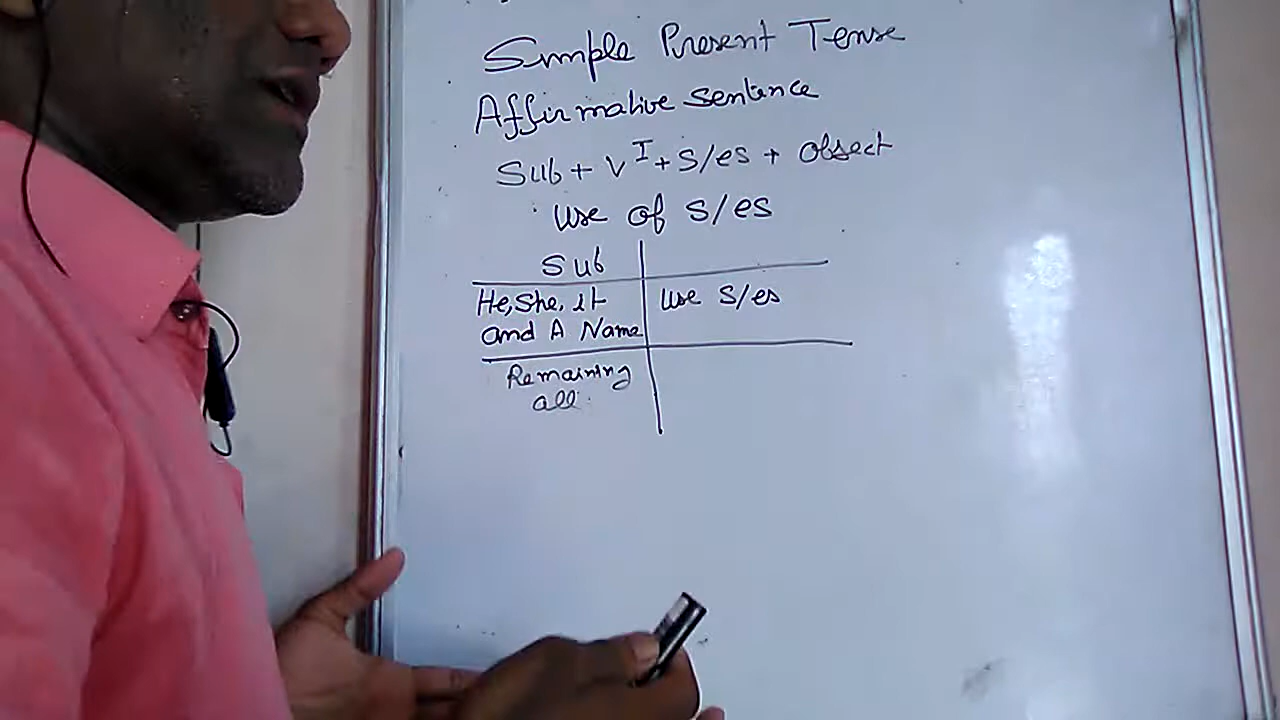 Simple Present Tense
Affirmative sentence
Sub + V I + S/es + obsect
use of s/es
Sub
He, She, it use s/es
and A Name
Remaining
all